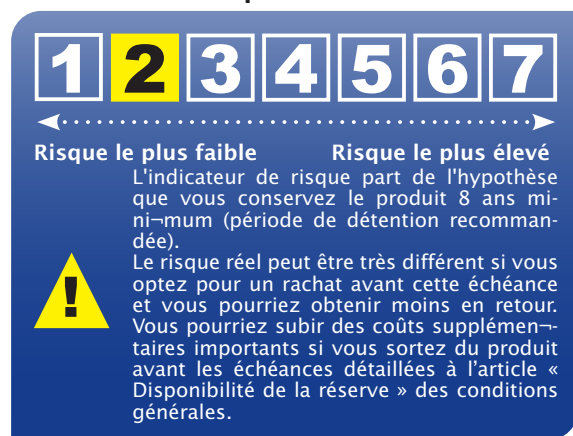 1 2 3 4 5 6 7
Risque le plus faible Risque le plus élevé
L'indicateur de risque part de l'hypothèse
que vous conservez le produit 8 ans mi-
ni¬mum (période de détention recomman-
dée).
Le risque réel peut être très différent si vous
optez pour un rachat avant cette échéance
et vous pourriez obtenir moins en retour.
Vous pourriez subir des coûts supplémen¬-
taires importants si vous sortez du produit
avant les échéances détaillées à l’article «
Disponibilité de la réserve » des conditions
générales.
!